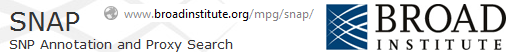 SNAP www.broadinstitute.org/mpg/snap/
SNP Annotation and Proxy Search
BROAD
INSTITUTE